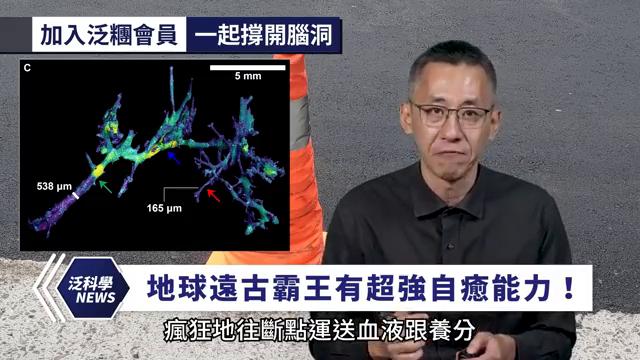 加入泛糰會員 一起撐開腦洞
C
5 mm
538 μm
165 μm
泛科學
NEWS
地球遠古霸王有超強自癒能力！
瘋狂地往斷點運送血液跟養分